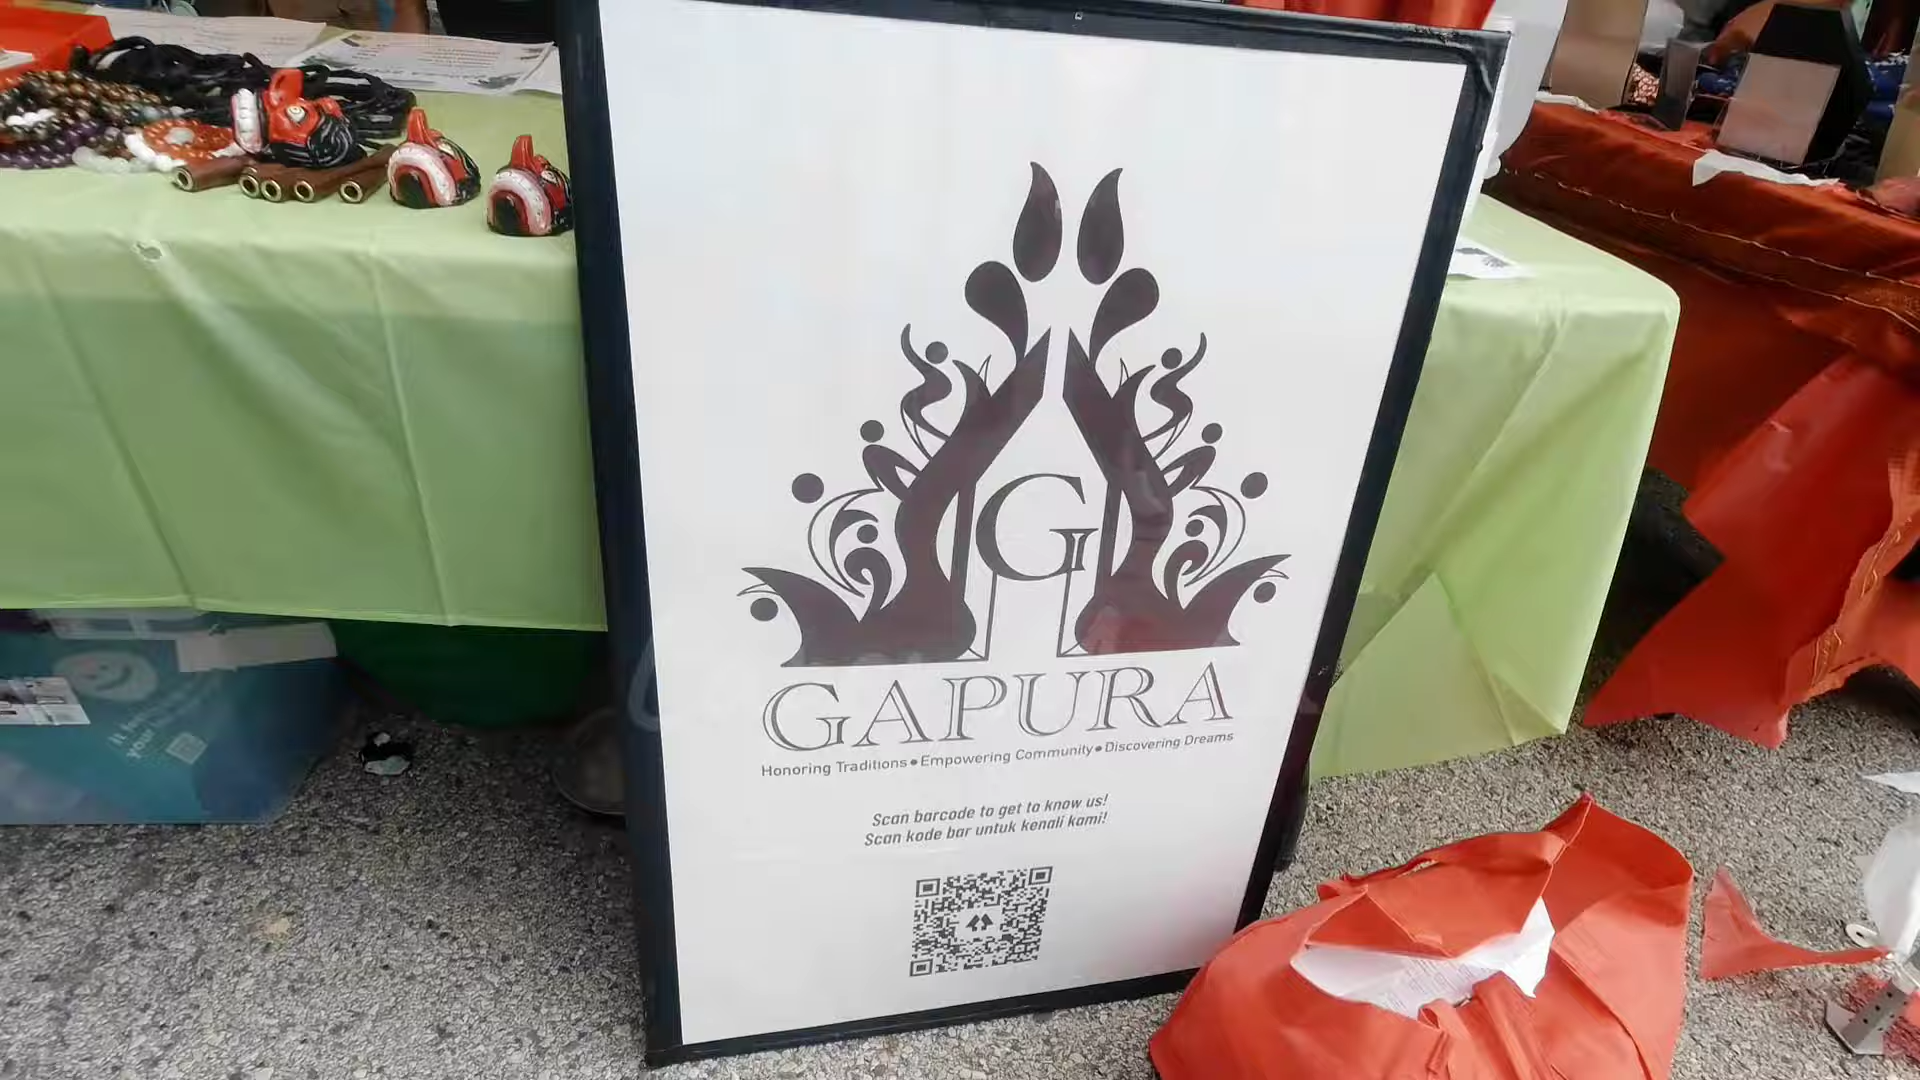 G
GAPURA
Honoring Traditions • Empowering Community • Discovering Dreams
Scan barcode to get to know us!
Scan kode bar untuk kenali kami!